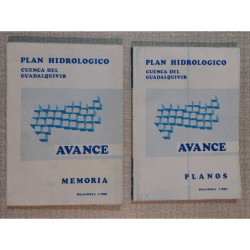 PLAN HIDROLOGICO
CUENCA DEL
GUADALQUIVIR
AVANCE
MEMORIA
PLAN HIDROLOGICO
CUENCA DEL
GUADALQUIVIR
AVANCE
PLANOS